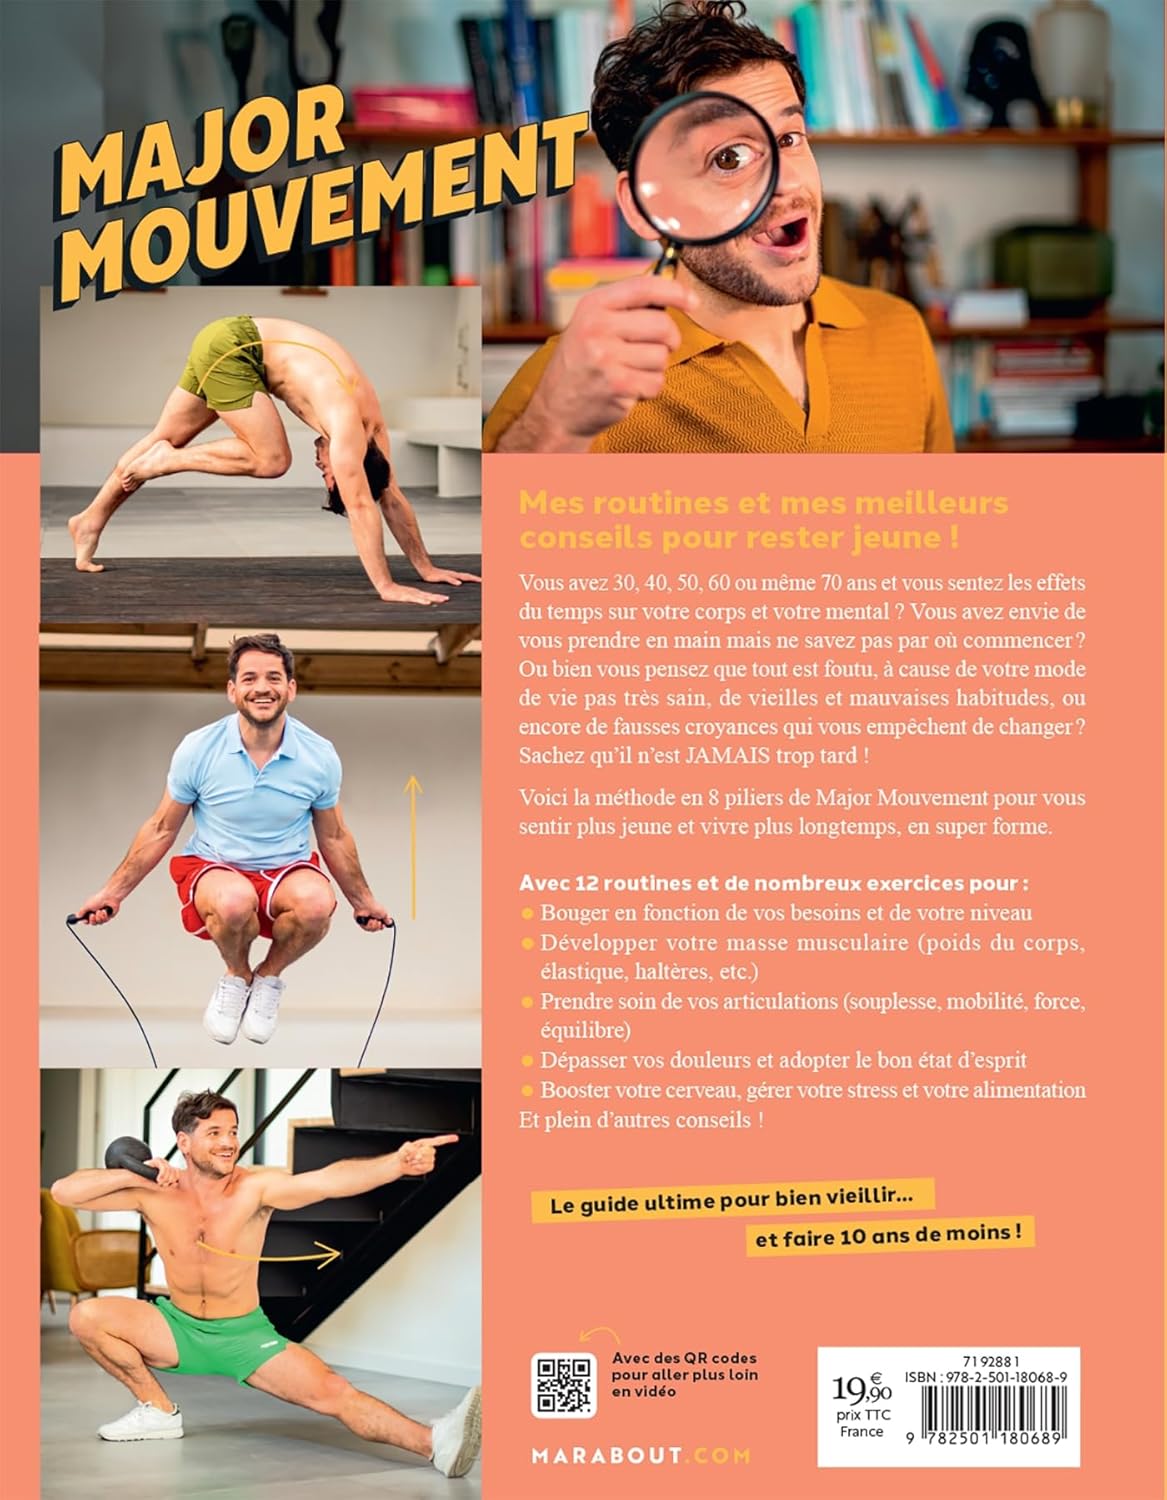 MAJOR
MOUVEMENT
Mes routines et mes meilleurs
conseils pour rester jeune !
Vous avez 30, 40, 50, 60 ou même 70 ans et vous sentez les effets
du temps sur votre corps et votre mental ? Vous avez envie de
vous prendre en main mais ne savez pas par où commencer ?
Ou bien vous pensez que tout est foutu, à cause de votre mode
de vie pas très sain, de vieilles et mauvaises habitudes, ou
encore de fausses croyances qui vous empêchent de changer ?
Sachez qu’il n’est JAMAIS trop tard !
Voici la méthode en 8 piliers de Major Mouvement pour vous
sentir plus jeune et vivre plus longtemps, en super forme.
Avec 12 routines et de nombreux exercices pour :
● Bouger en fonction de vos besoins et de votre niveau
● Développer votre masse musculaire (poids du corps,
élastique, haltères, etc.)
● Prendre soin de vos articulations (souplesse, mobilité, force,
équilibre)
● Dépasser vos douleurs et adopter le bon état d’esprit
● Booster votre cerveau, gérer votre stress et votre alimentation
Et plein d’autres conseils !
Le guide ultime pour bien vieillir...
et faire 10 ans de moins !
Avec des QR codes
pour aller plus loin
en vidéo
MARABOUT.COM
19,90 €
prix TTC
France
7192881
ISBN : 978-2-501-18068-9
9 782501 180689